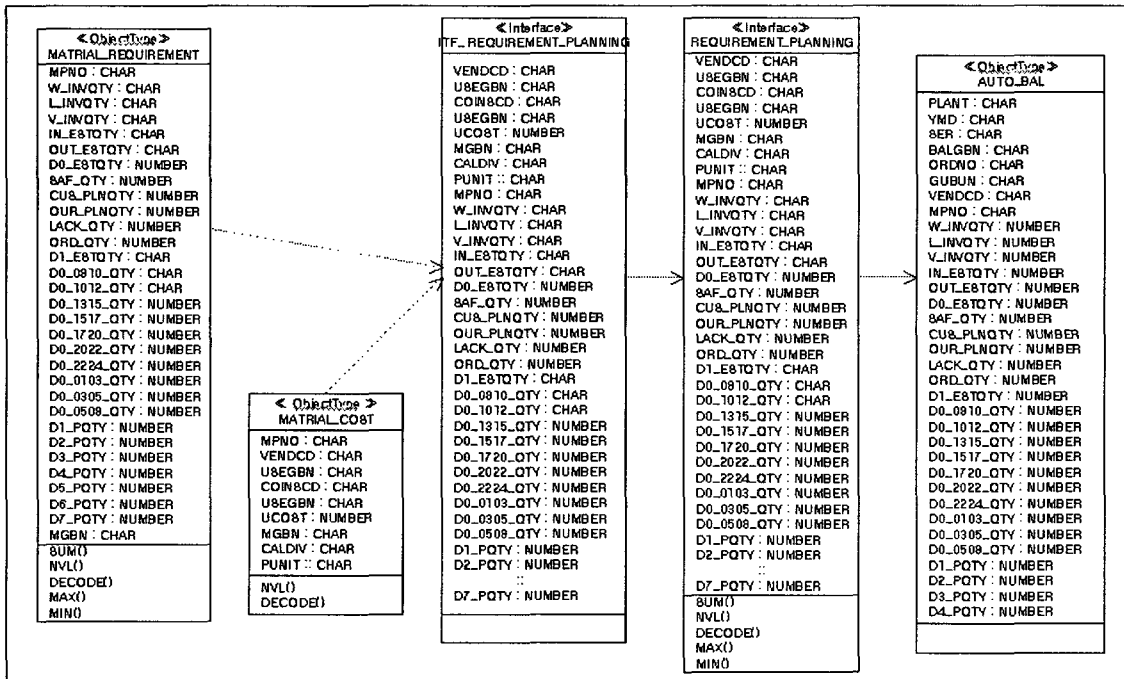 ≪ObjectType≫
MATRIAL_REQUIREMENT
MPNO : CHAR
W_INVQTY : CHAR
L_INVQTY : CHAR
V_INVQTY : CHAR
IN_ESTQTY : CHAR
OUT_ESTQTY : CHAR
D0_ESTQTY : NUMBER
SAF_QTY : NUMBER
CUS_PLNQTY : NUMBER
OUR_PLNQTY : NUMBER
LACK_QTY : NUMBER
ORD_QTY : NUMBER
D1_ESTQTY : CHAR
D0_0810_QTY : CHAR
D0_1012_QTY : CHAR
D0_1315_QTY : NUMBER
D0_1517_QTY : NUMBER
D0_1720_QTY : NUMBER
D0_2022_QTY : NUMBER
D0_2224_QTY : NUMBER
D0_0103_QTY : NUMBER
D0_0305_QTY : NUMBER
D0_0508_QTY : NUMBER
D1_PQTY : NUMBER
D2_PQTY : NUMBER
D3_PQTY : NUMBER
D4_PQTY : NUMBER
D5_PQTY : NUMBER
D6_PQTY : NUMBER
D7_PQTY : NUMBER
MGBN : CHAR
SUM()
NVL()
DECODE()
MAX()
MIN()
≪ ObjectType ≫
MATRIAL_COST
MPNO : CHAR
VENDCD : CHAR
USEGBN : CHAR
COINSCD : CHAR
USEGBN : CHAR
UCOST : NUMBER
MGBN : CHAR
CALDIV : CHAR
PUNIT :: CHAR
NVL()
DECODE()
≪Interface≫
ITF_REQUIREMENT_PLANNING
VENDCD : CHAR
USEGBN : CHAR
COINSCD : CHAR
USEGBN : CHAR
UCOST : NUMBER
MGBN : CHAR
CALDIV : CHAR
PUNIT :: CHAR
MPNO : CHAR
W_INVQTY : CHAR
L_INVQTY : CHAR
V_INVQTY : CHAR
IN_ESTQTY : CHAR
OUT_ESTQTY : CHAR
D0_ESTQTY : NUMBER
SAF_QTY : NUMBER
CUS_PLNQTY : NUMBER
OUR_PLNQTY : NUMBER
LACK_QTY : NUMBER
ORD_QTY : NUMBER
D1_ESTQTY : CHAR
D0_0810_QTY : CHAR
D0_1012_QTY : CHAR
D0_1315_QTY : NUMBER
D0_1517_QTY : NUMBER
D0_1720_QTY : NUMBER
D0_2022_QTY : NUMBER
D0_2224_QTY : NUMBER
D0_0103_QTY : NUMBER
D0_0305_QTY : NUMBER
D0_0508_QTY : NUMBER
D1_PQTY : NUMBER
D2_PQTY : NUMBER
::
D7_PQTY : NUMBER
≪Interface≫
REQUIREMENT_PLANNING
VENDCD : CHAR
USEGBN : CHAR
COINSCD : CHAR
USEGBN : CHAR
UCOST : NUMBER
MGBN : CHAR
CALDIV : CHAR
PUNIT :: CHAR
MPNO : CHAR
W_INVQTY : CHAR
L_INVQTY : CHAR
V_INVQTY : CHAR
IN_ESTQTY : CHAR
OUT_ESTQTY : CHAR
D0_ESTQTY : NUMBER
SAF_QTY : NUMBER
CUS_PLNQTY : NUMBER
OUR_PLNQTY : NUMBER
LACK_QTY : NUMBER
ORD_QTY : NUMBER
D1_ESTQTY : CHAR
D0_0810_QTY : CHAR
D0_1012_QTY : CHAR
D0_1315_QTY : NUMBER
D0_1517_QTY : NUMBER
D0_1720_QTY : NUMBER
D0_2022_QTY : NUMBER
D0_2224_QTY : NUMBER
D0_0103_QTY : NUMBER
D0_0305_QTY : NUMBER
D0_0508_QTY : NUMBER
D1_PQTY : NUMBER
D2_PQTY : NUMBER
::
D7_PQTY : NUMBER
SUM()
NVL()
DECODE()
MAX()
MIN()
≪ObjectType≫
AUTO_BAL
PLANT : CHAR
YMD : CHAR
SER : CHAR
BALGBN : CHAR
ORDNO : CHAR
GUBUN : CHAR
VENDCD : CHAR
MPNO : CHAR
W_INVQTY : NUMBER
L_INVQTY : NUMBER
V_INVQTY : NUMBER
IN_ESTQTY : NUMBER
OUT_ESTQTY : NUMBER
D0_ESTQTY : NUMBER
SAF_QTY : NUMBER
CUS_PLNQTY : NUMBER
OUR_PLNQTY : NUMBER
LACK_QTY : NUMBER
ORD_QTY : NUMBER
D1_ESTQTY : NUMBER
D0_0810_QTY : NUMBER
D0_1012_QTY : NUMBER
D0_1315_QTY : NUMBER
D0_1517_QTY : NUMBER
D0_1720_QTY : NUMBER
D0_2022_QTY : NUMBER
D0_2224_QTY : NUMBER
D0_0103_QTY : NUMBER
D0_0305_QTY : NUMBER
D0_0508_QTY : NUMBER
D1_PQTY : NUMBER
D2_PQTY : NUMBER
D3_PQTY : NUMBER
D4_PQTY : NUMBER